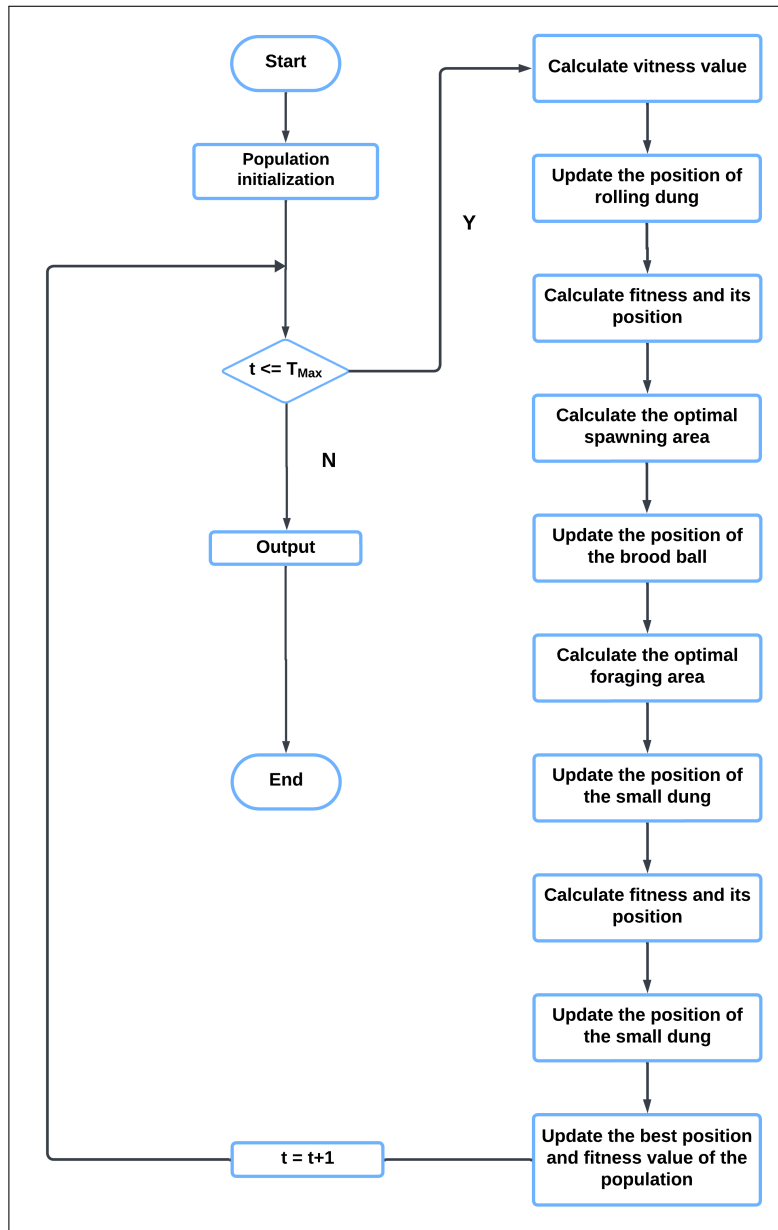 Start
Population
initialization
t <= TMax
Y
N
Output
End
Calculate vitness value
Update the position of
rolling dung
Calculate fitness and its
position
Calculate the optimal
spawning area
Update the position of
the brood ball
Calculate the optimal
foraging area
Update the position of
the small dung
Calculate fitness and its
position
Update the position of
the small dung
Update the best position
and fitness value of the
population
t = t+1